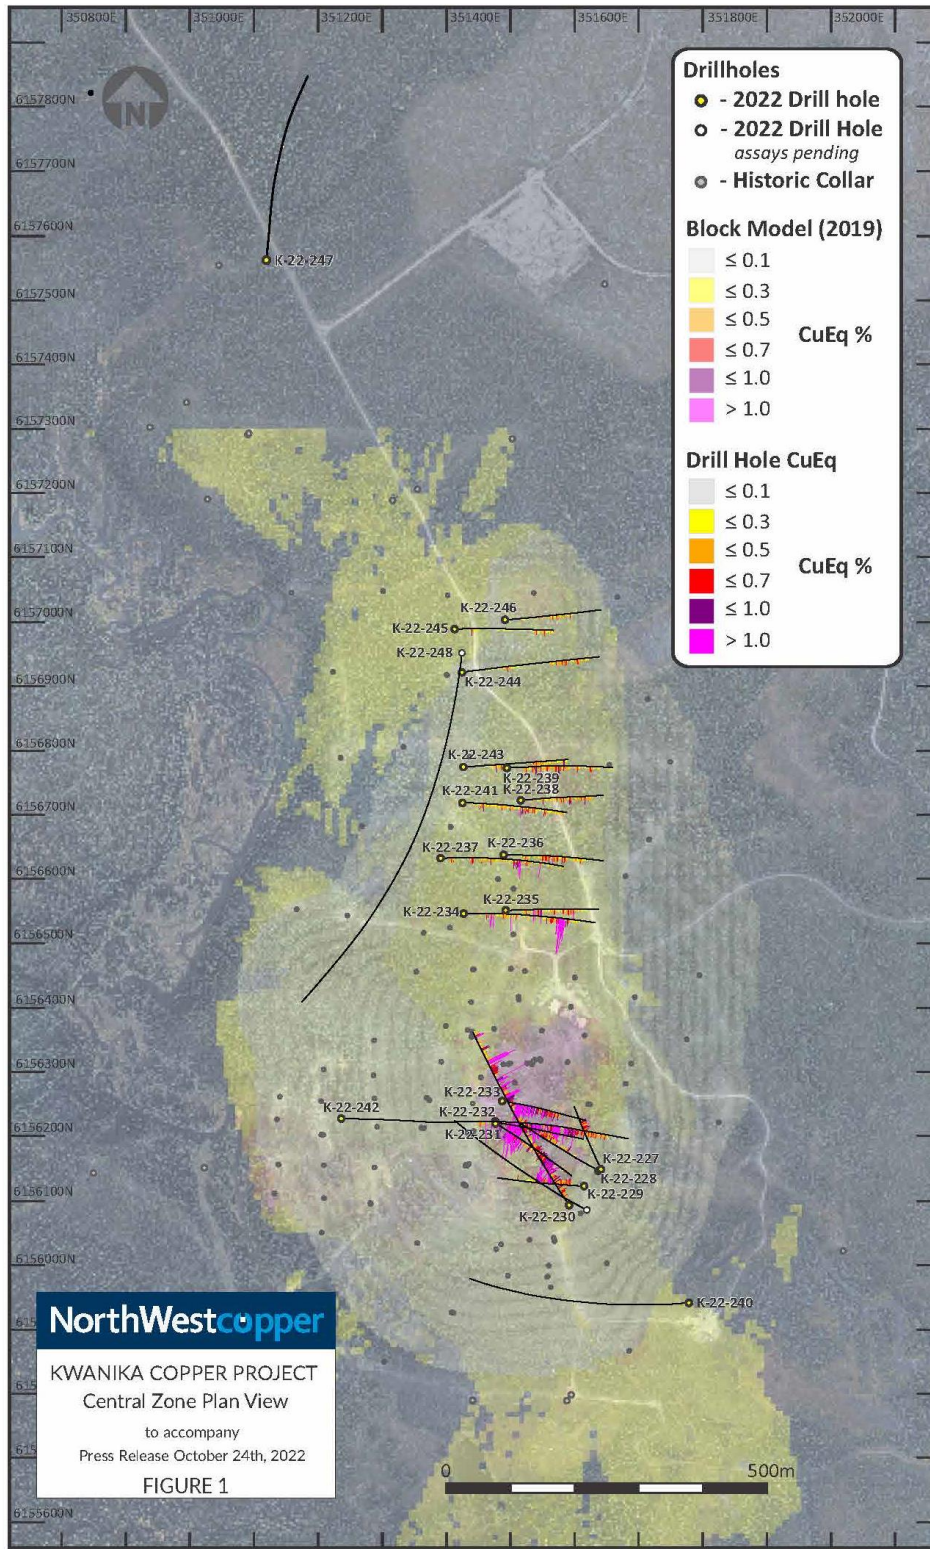 350800E
351000E
351200E
351400E
351600E
351800E
352000E
6157800N
6157700N
6157600N
6157500N
6157400N
6157300N
6157200N
6157100N
6157000N
6156900N
6156800N
6156700N
6156600N
6156500N
6156400N
6156300N
6156200N
6156100N
6156000N
6155600N
N
Drillholes
- 2022 Drill hole
- 2022 Drill Hole
assays pending
- Historic Collar
Block Model (2019)
≤ 0.1
≤ 0.3
≤ 0.5
≤ 0.7
≤ 1.0
> 1.0
CuEq %
Drill Hole CuEq
≤ 0.1
≤ 0.3
≤ 0.5
≤ 0.7
≤ 1.0
> 1.0
CuEq %
K-22-247
K-22-246
K-22-245
K-22-248
K-22-244
K-22-243
K-22-239
K-22-241
K-22-238
K-22-237
K-22-236
K-22-235
K-22-234
K-22-233
K-22-242
K-22-232
K-22-231
K-22-227
K-22-228
K-22-229
K-22-230
K-22-240
NorthWestcopper
KWANIKA COPPER PROJECT
Central Zone Plan View
to accompany
Press Release October 24th, 2022
FIGURE 1
0
500m